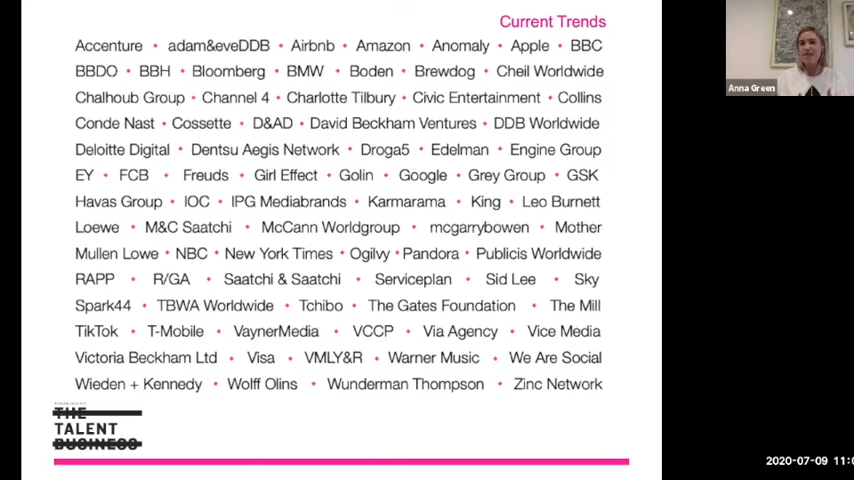 Current Trends
Accenture • adam&eveDDB • Airbnb • Amazon • Anomaly • Apple • BBC
BBDO • BBH • Bloomberg • BMW • Boden • Brewdog • Cheil Worldwide
Chalhoub Group • Channel 4 • Charlotte Tilbury • Civic Entertainment • Collins
Conde Nast • Cossette • D&AD • David Beckham Ventures • DDB Worldwide
Deloitte Digital • Dentsu Aegis Network • Droga5 • Edelman • Engine Group
EY • FCB • Freuds • Girl Effect • Golin • Google • Grey Group • GSK
Havas Group • IOC • IPG Mediabrands • Karmarama • King • Leo Burnett
Loewe • M&C Saatchi • McCann Worldgroup • mcgarrybowen • Mother
Mullen Lowe • NBC • New York Times • Ogilvy • Pandora • Publicis Worldwide
RAPP • R/GA • Saatchi & Saatchi • Serviceplan • Sid Lee • Sky
Spark44 • TBWA Worldwide • Tchibo • The Gates Foundation • The Mill
TikTok • T-Mobile • VaynerMedia • VCCP • Via Agency • Vice Media
Victoria Beckham Ltd • Visa • VMLY&R • Warner Music • We Are Social
Wieden + Kennedy • Wolff Olins • Wunderman Thompson • Zinc Network
THE
TALENT
BUSINESS
Anna Green
2020-07-09 11:0